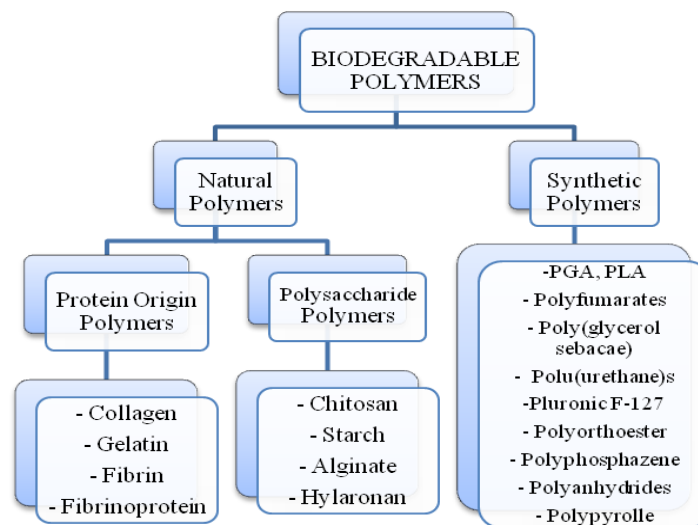 BIODEGRADABLE
POLYMERS
Natural
Polymers
Synthetic
Polymers
Protein Origin
Polymers
Polysaccharide
Polymers
- Collagen
- Gelatin
- Fibrin
- Fibrinoprotein
- Chitosan
- Starch
- Alginate
- Hylaronan
-PGA, PLA
- Polyfumarates
- Poly(glycerol
sebacae)
- Polu(urethane)s
-Pluronic F-127
- Polyorthoester
- Polyphosphazene
- Polyanhydrides
- Polypyrolle